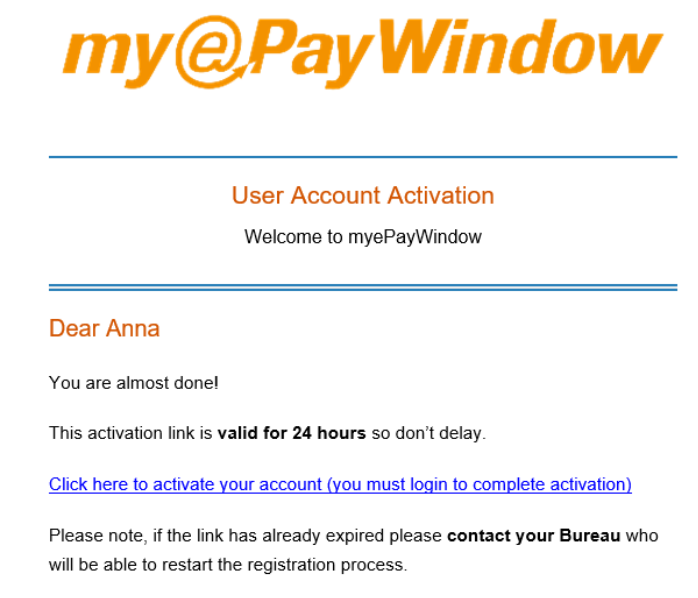 my@PayWindow
User Account Activation
Welcome to myePayWindow
Dear Anna
You are almost done!
This activation link is valid for 24 hours so don't delay.
Click here to activate your account (you must login to complete activation)
Please note, if the link has already expired please contact your Bureau who
will be able to restart the registration process.